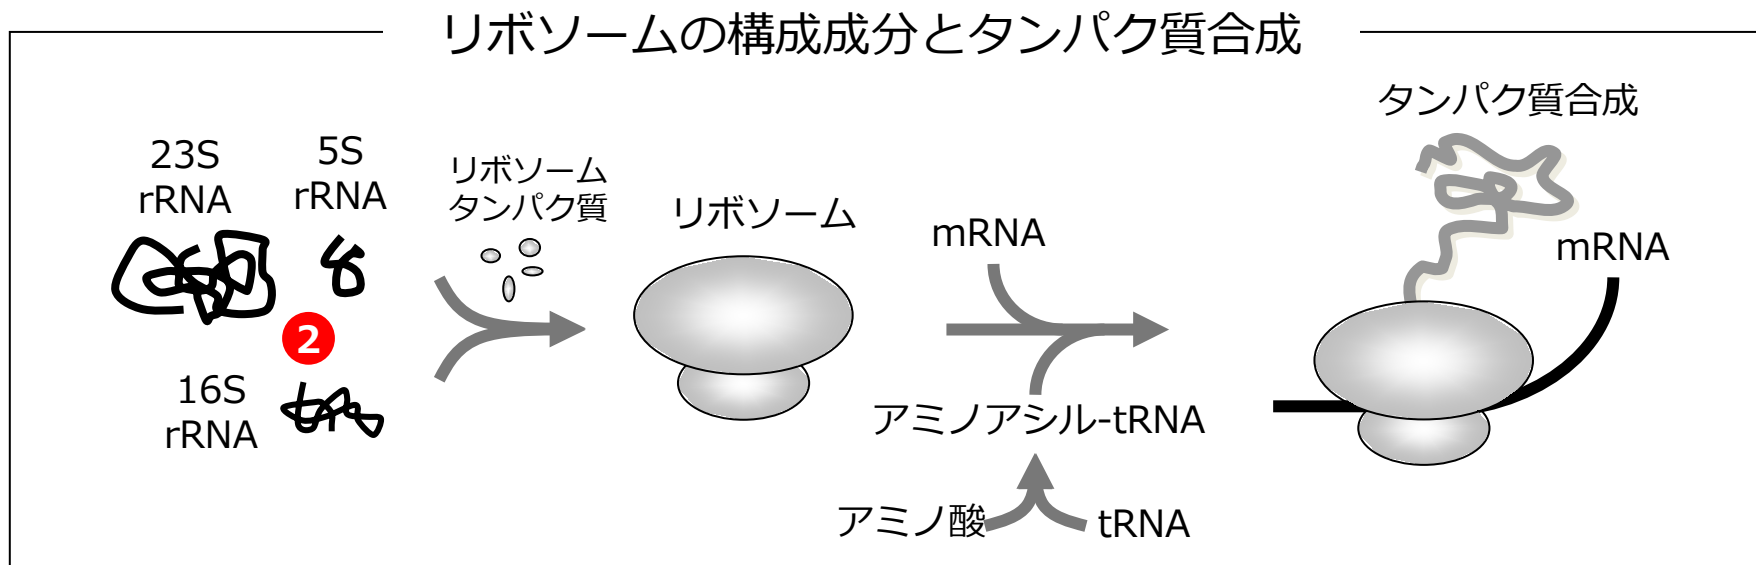 リボソームの構成成分とタンパク質合成
23S
rRNA
5S
rRNA
2
16S
rRNA
リボソーム
タンパク質
リボソーム
mRNA
アミノアシル-tRNA
アミノ酸
tRNA
タンパク質合成
mRNA